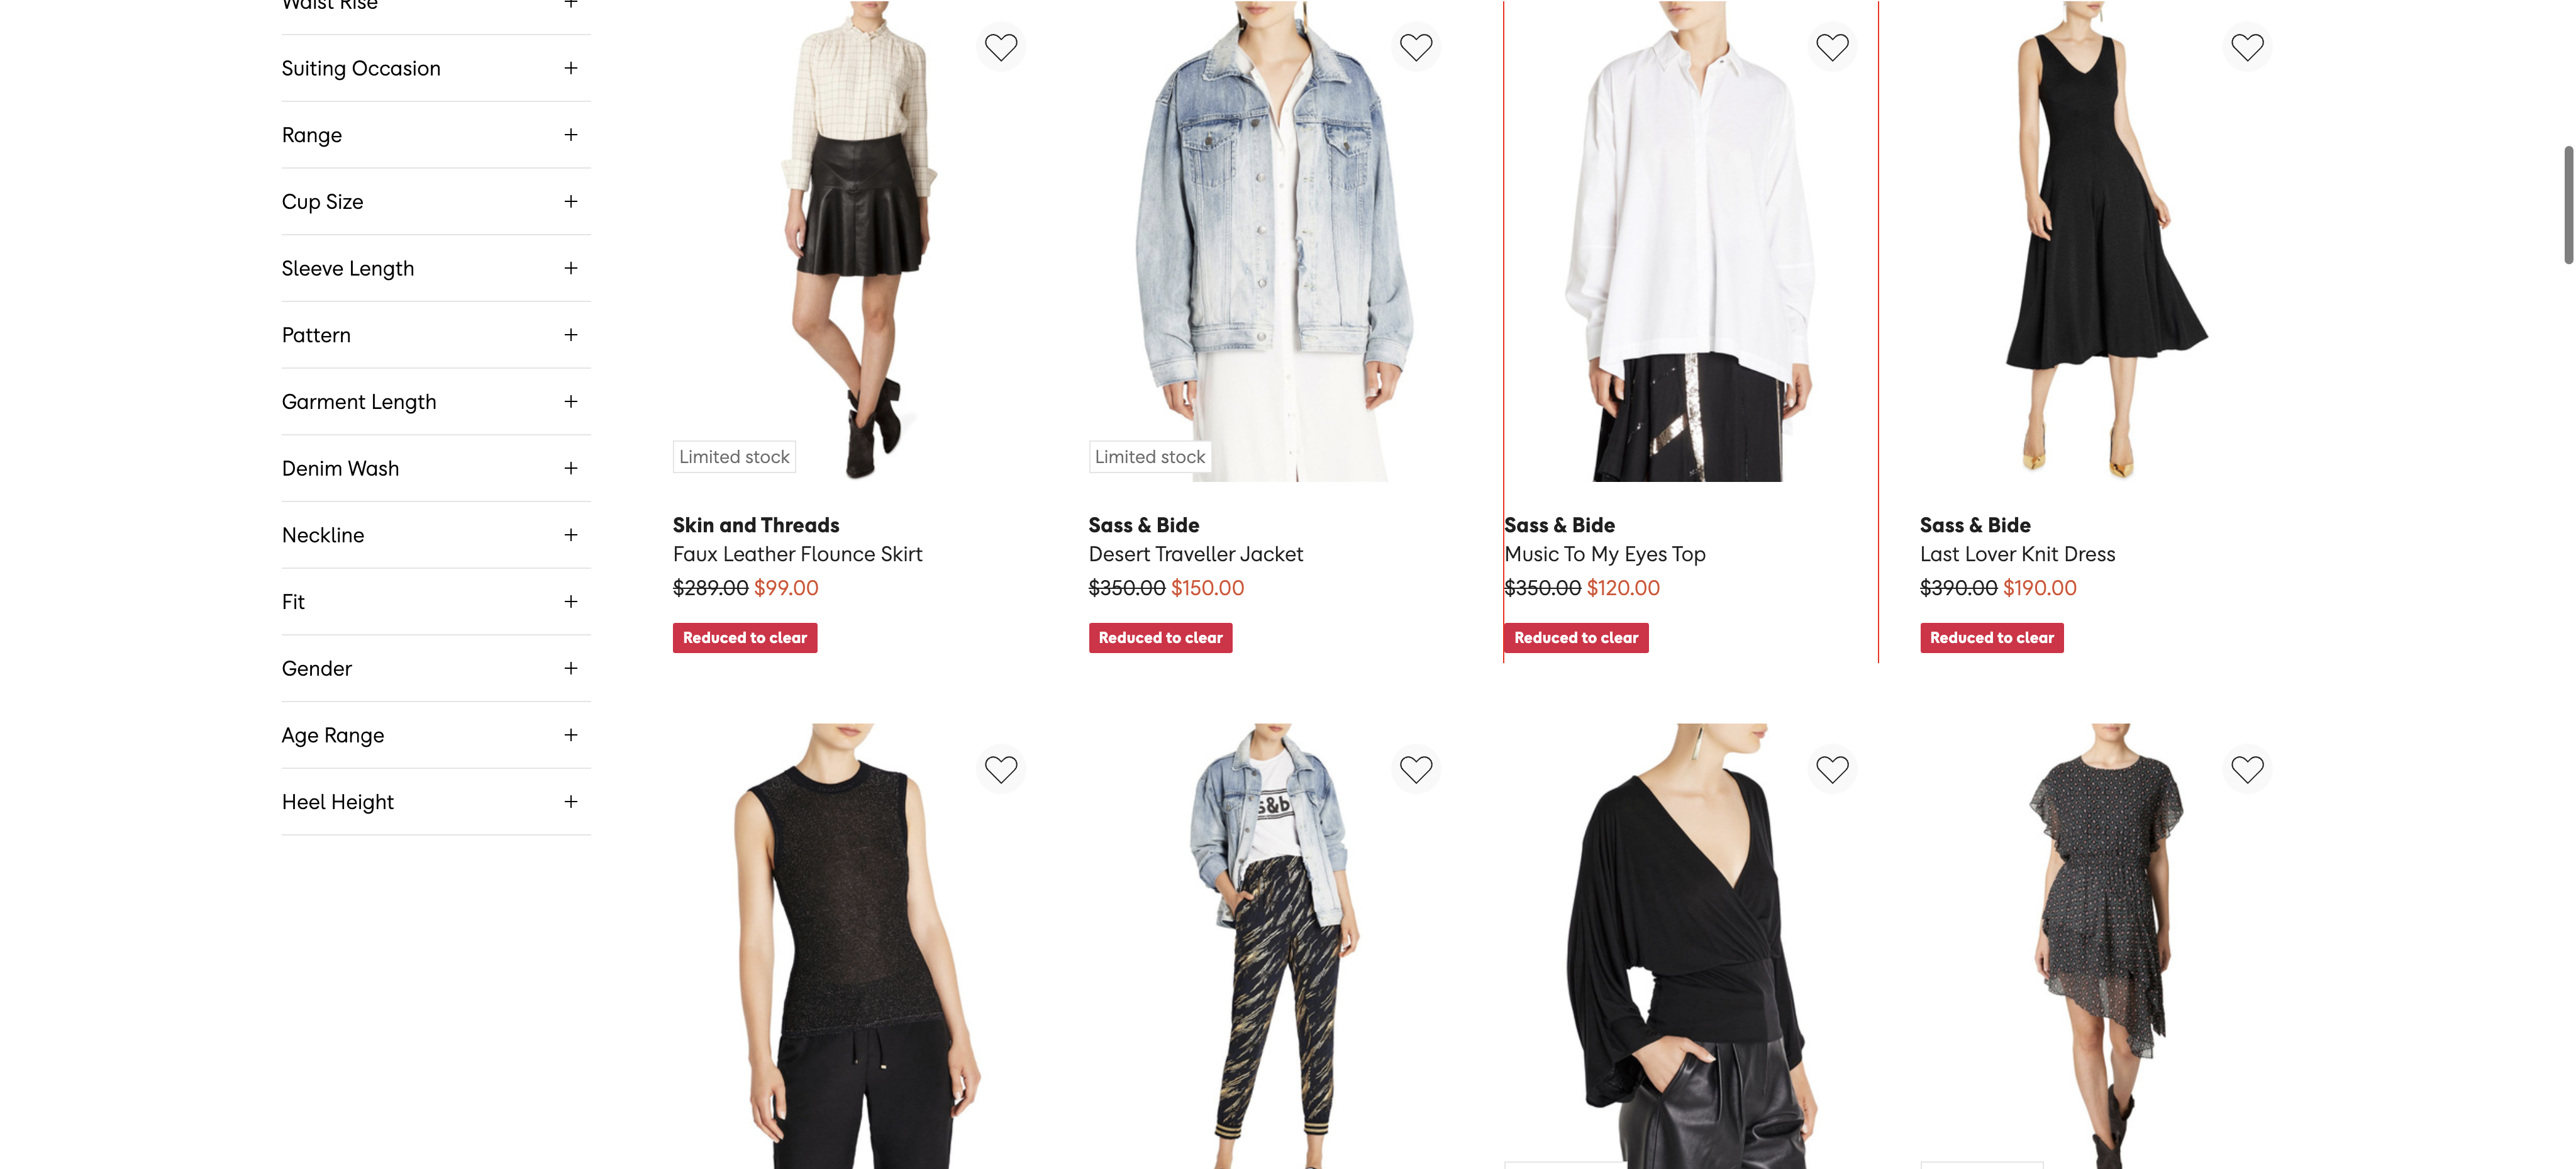 Waist Rise
Suiting Occasion
Range
Cup Size
Sleeve Length
Pattern
Garment Length
Denim Wash
Neckline
Fit
Gender
Age Range
Heel Height
Limited stock
Skin and Threads
Faux Leather Flounce Skirt
$289.00 $99.00
Reduced to clear
Limited stock
Sass & Bide
Desert Traveller Jacket
$350.00 $150.00
Reduced to clear
Sass & Bide
Music To My Eyes Top
$350.00 $120.00
Reduced to clear
Sass & Bide
Last Lover Knit Dress
$390.00 $190.00
Reduced to clear
s&b